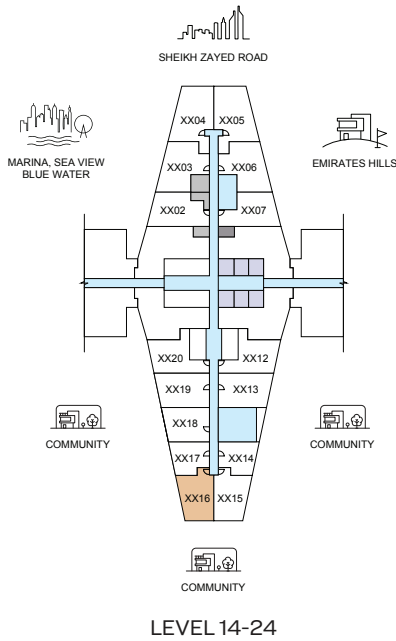 SHEIKH ZAYED ROAD
XX04 XX05
MARINA, SEA VIEW
BLUE WATER
EMIRATES HILLS
XX03 XX06
XX02 XX07
XX20 XX12
XX19 XX13
XX18
XX17 XX14
COMMUNITY
COMMUNITY
XX16 XX15
COMMUNITY
LEVEL 14-24